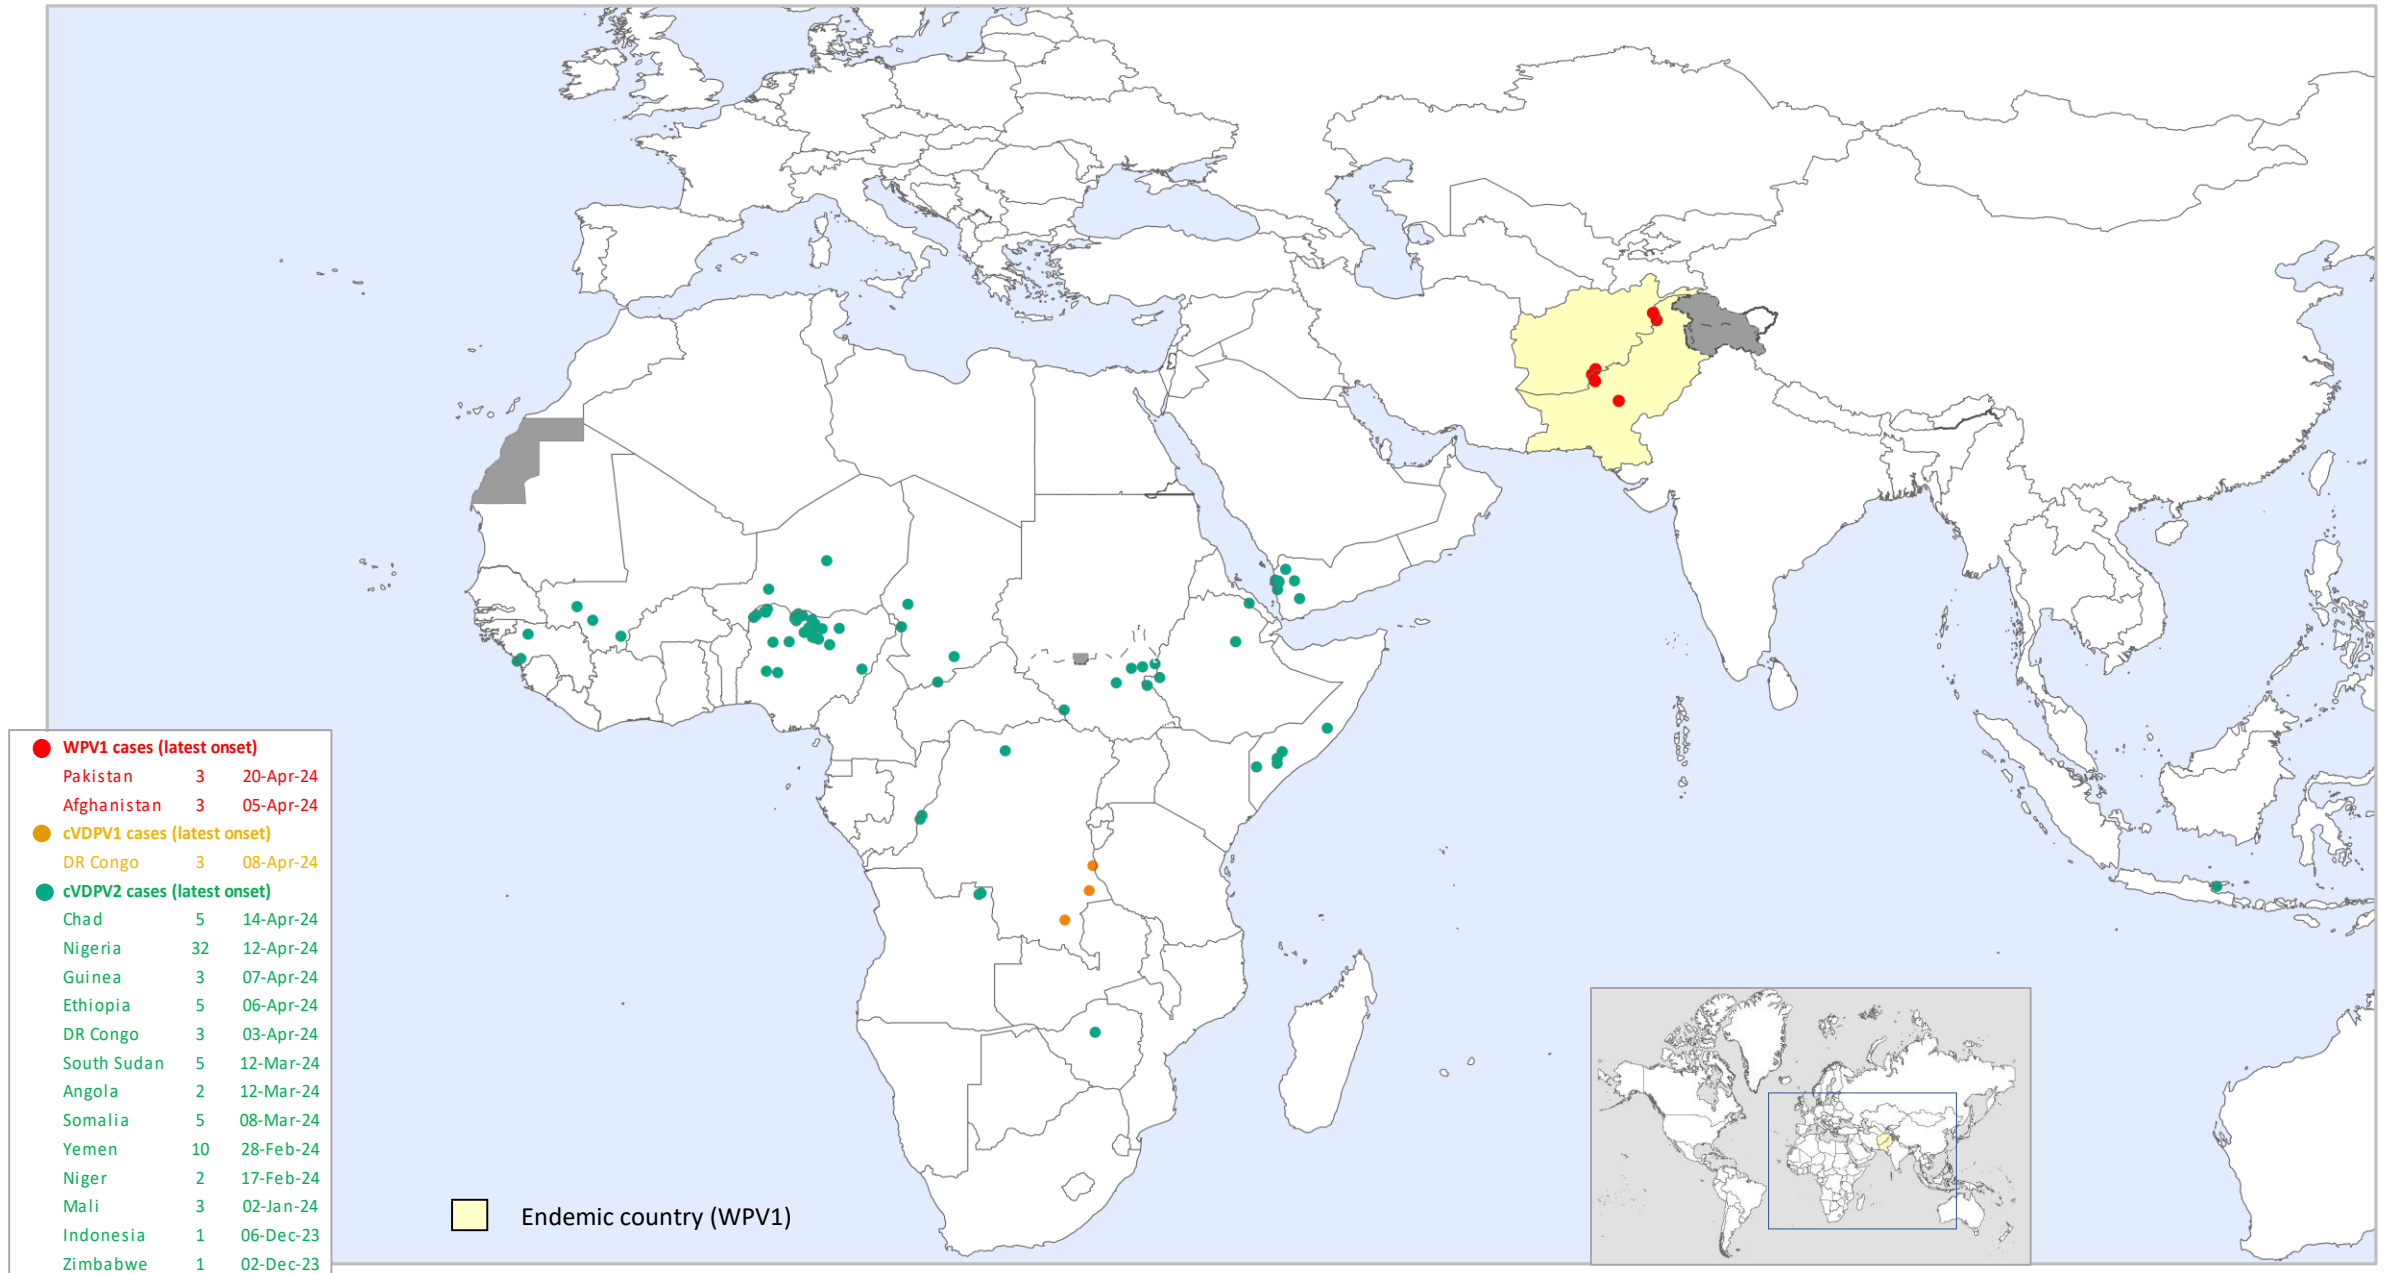 WPV1 cases (latest onset)
Pakistan 3 20-Apr-24
Afghanistan 3 05-Apr-24
cVDPV1 cases (latest onset)
DR Congo 3 08-Apr-24
cVDPV2 cases (latest onset)
Chad 5 14-Apr-24
Nigeria 32 12-Apr-24
Guinea 3 07-Apr-24
Ethiopia 5 06-Apr-24
DR Congo 3 03-Apr-24
South Sudan 5 12-Mar-24
Angola 2 12-Mar-24
Somalia 5 08-Mar-24
Yemen 10 28-Feb-24
Niger 2 17-Feb-24
Mali 3 02-Jan-24
Indonesia 1 06-Dec-23
Zimbabwe 1 02-Dec-23
Endemic country (WPV1)